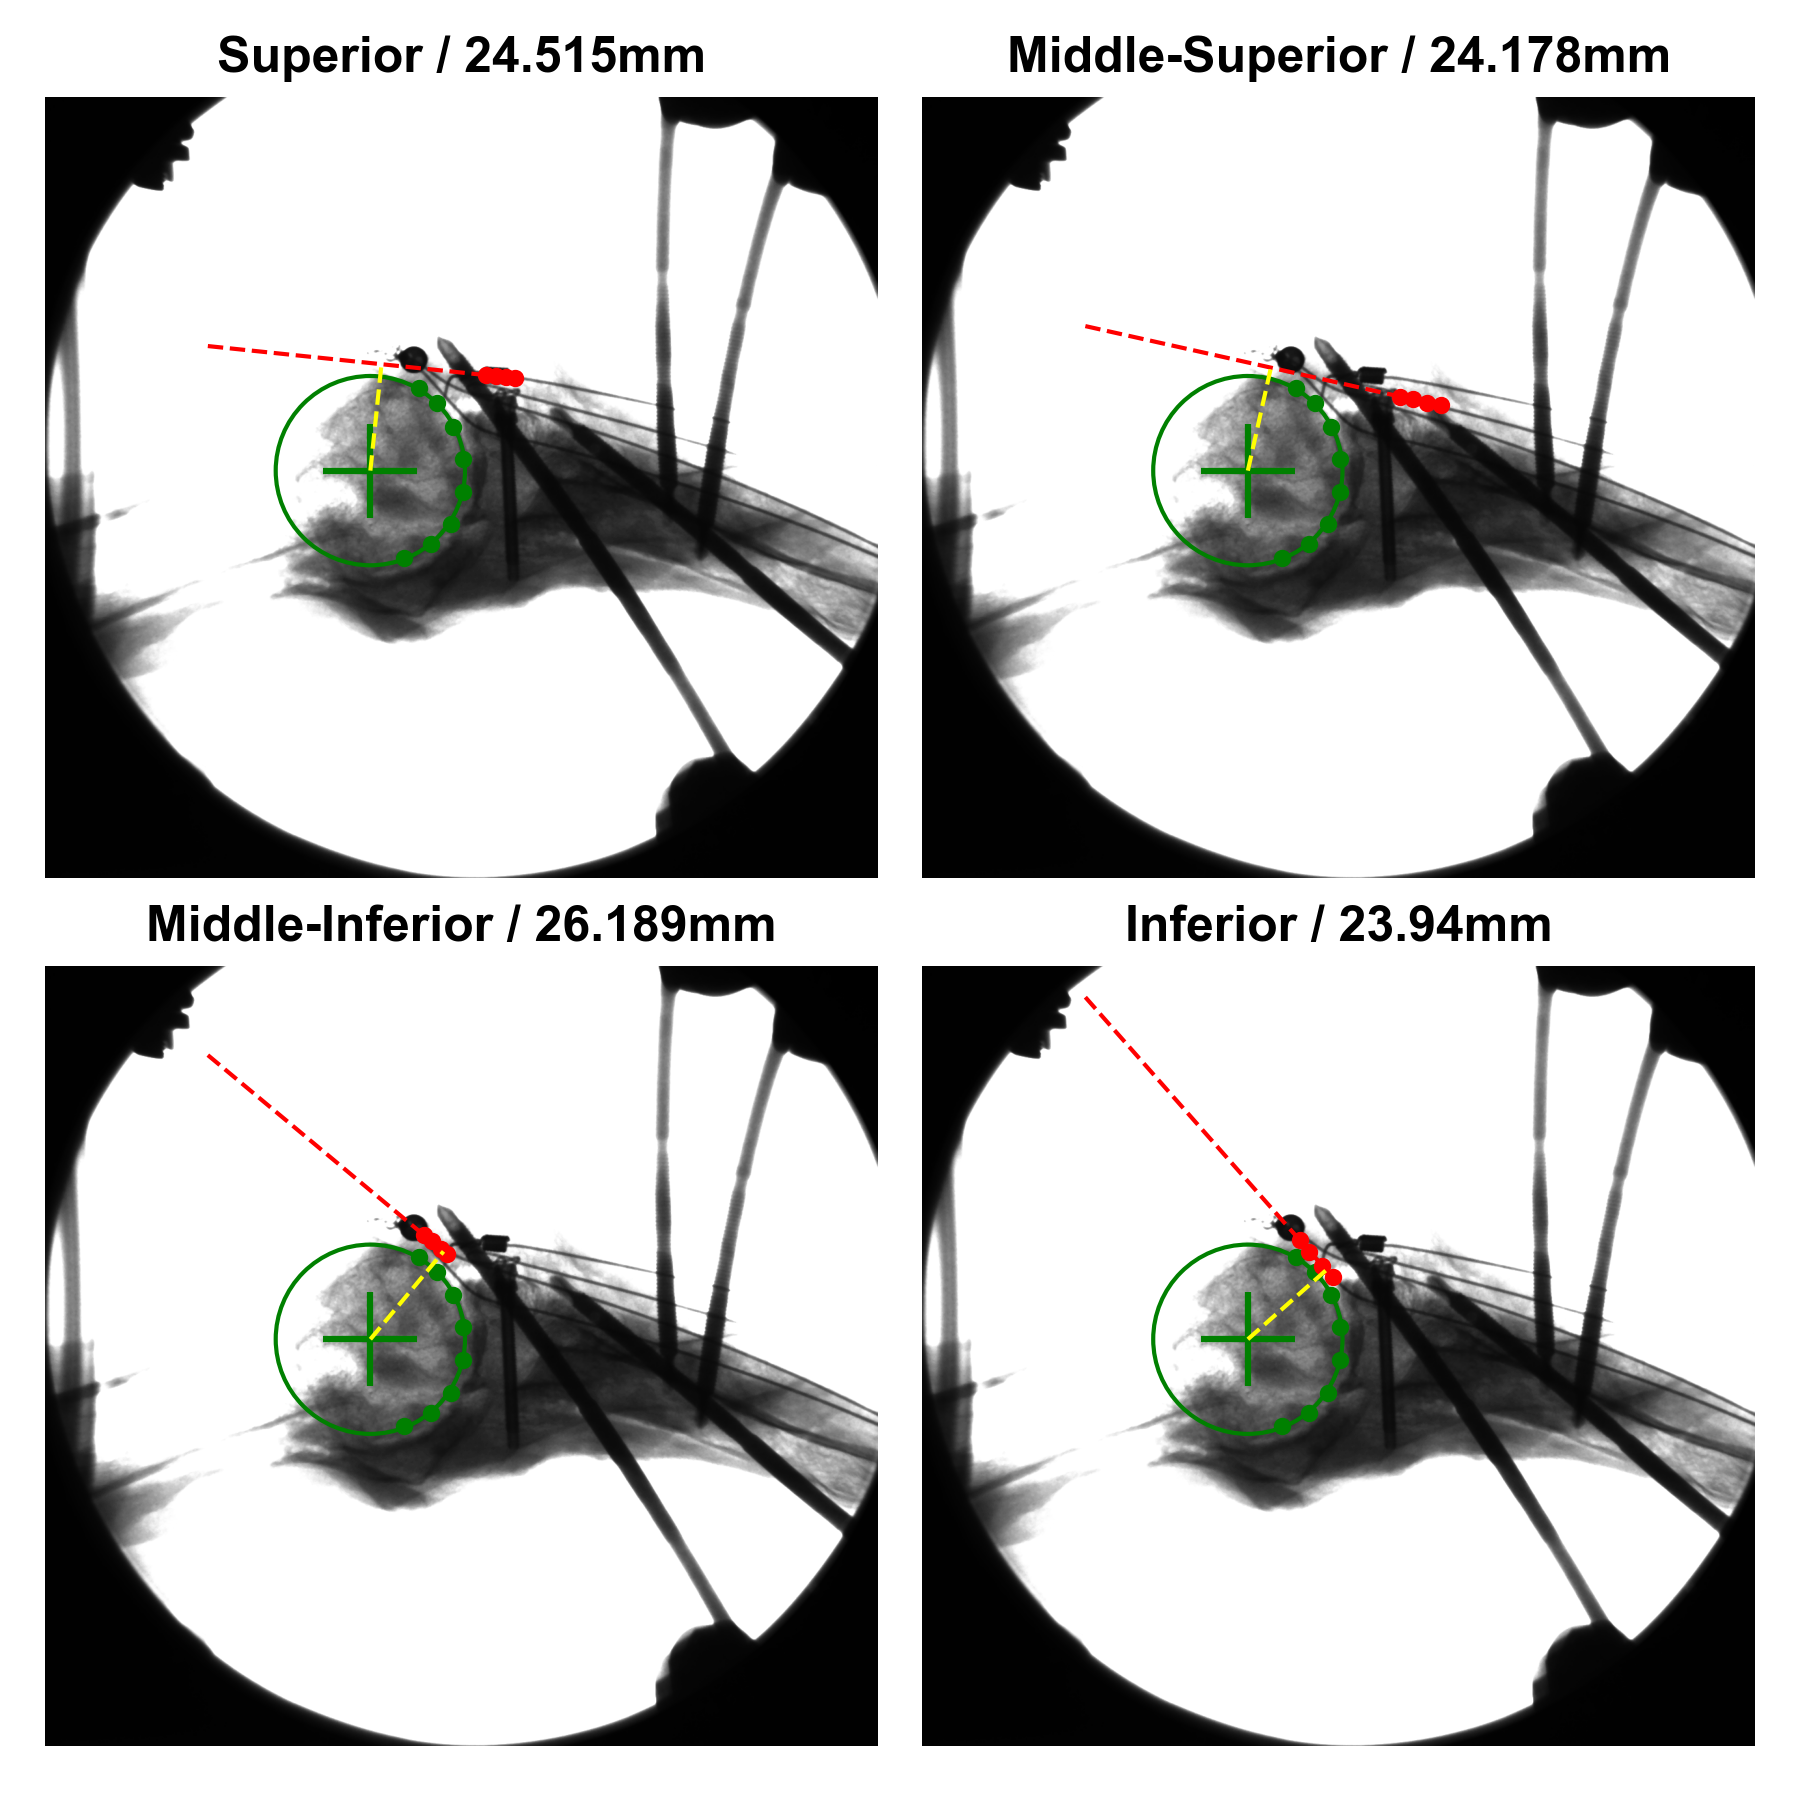 Superior / 24.515mm
Middle-Superior / 24.178mm
Middle-Inferior / 26.189mm
Inferior / 23.94mm